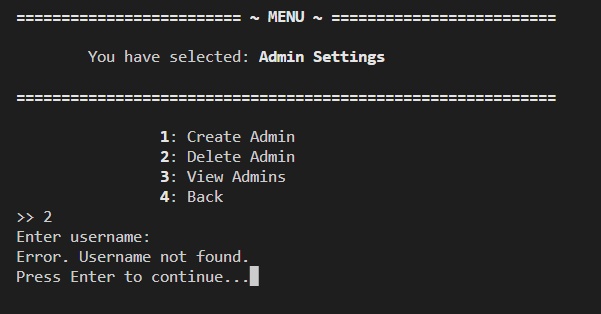 ========================= ~ MENU ~ =========================
You have selected: Admin Settings
============================================================
1: Create Admin
2: Delete Admin
3: View Admins
4: Back
>> 2
Enter username:
Error. Username not found.
Press Enter to continue...